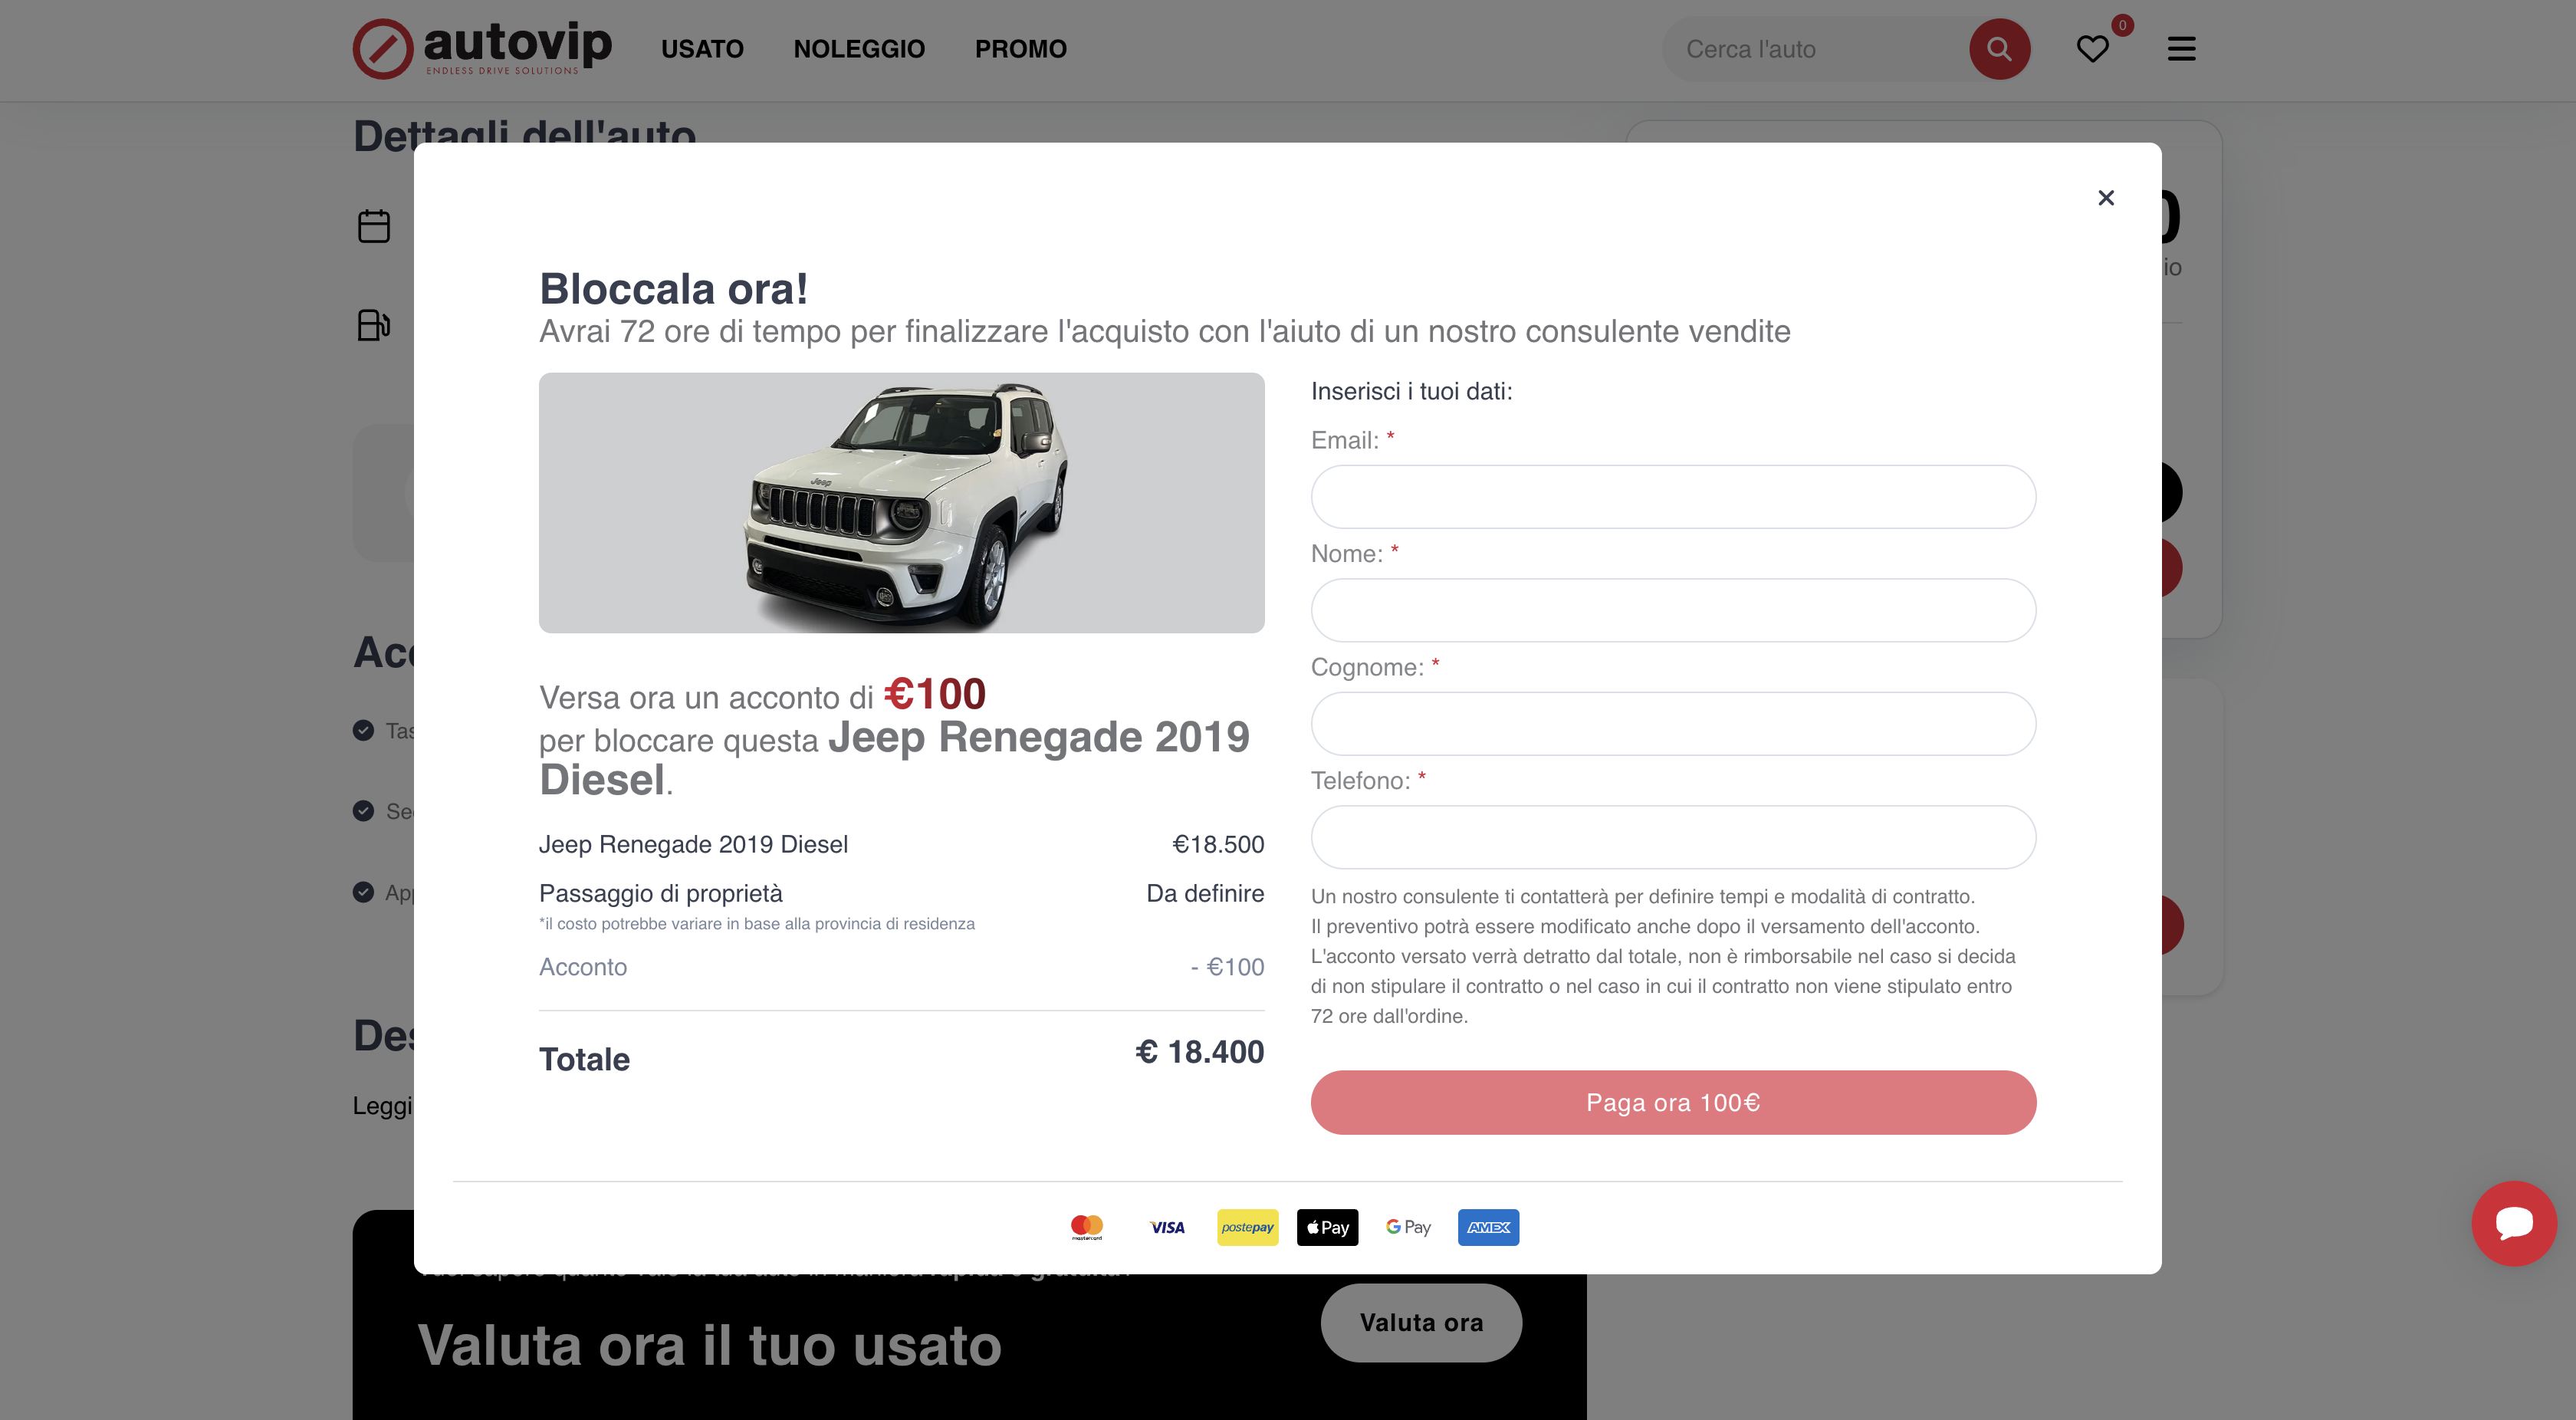 autovip
ENDLESS DRIVE SOLUTIONS
USATO
NOLEGGIO
PROMO
Cerca l'auto
0
Dettagli dell'auto
Bloccala ora!
Avrai 72 ore di tempo per finalizzare l'acquisto con l'aiuto di un nostro consulente vendite
Jeep
Versa ora un acconto di €100
per bloccare questa Jeep Renegade 2019
Diesel.
Jeep Renegade 2019 Diesel €18.500
Passaggio di proprietà Da definire
*il costo potrebbe variare in base alla provincia di residenza
Acconto - €100
Totale € 18.400
Inserisci i tuoi dati:
Email: *
Nome: *
Cognome: *
Telefono: *
Un nostro consulente ti contatterà per definire tempi e modalità di contratto.
Il preventivo potrà essere modificato anche dopo il versamento dell'acconto.
L'acconto versato verrà detratto dal totale, non è rimborsabile nel caso si decida
di non stipulare il contratto o nel caso in cui il contratto non viene stipulato entro
72 ore dall'ordine.
Paga ora 100€
mastercard
VISA
postepay
Pay
G Pay
AMEX
Leggi
Valuta ora il tuo usato
Valuta ora